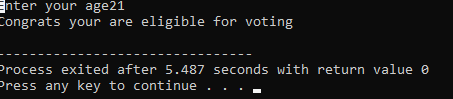 Enter your age21
Congrats your are eligible for voting
--------------------------------
Process exited after 5.487 seconds with return value 0
Press any key to continue . . .